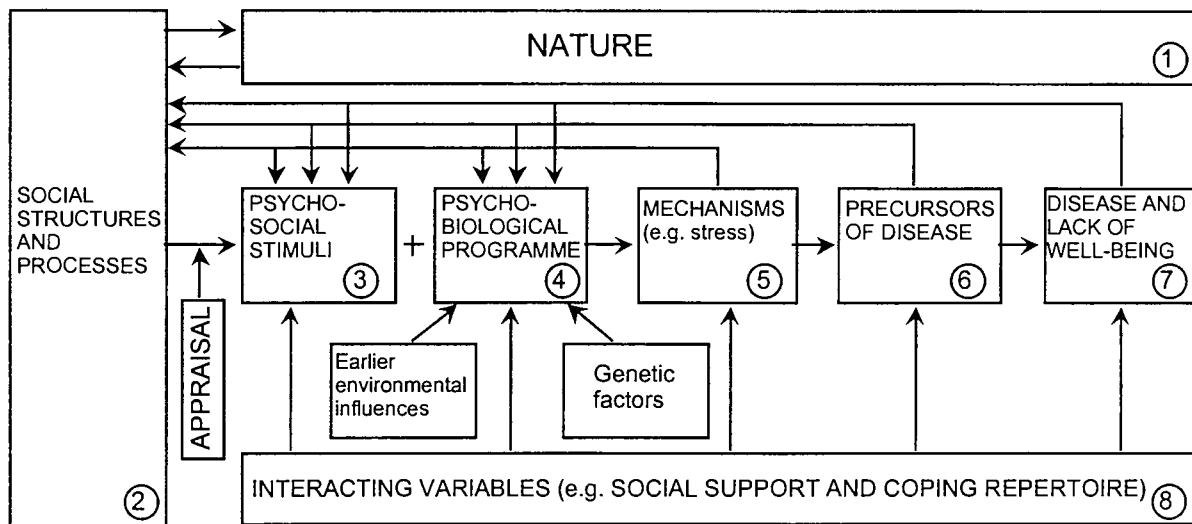 NATURE
1
SOCIAL
STRUCTURES
AND
PROCESSES
2
APPRAISAL
PSYCHO-
SOCIAL
STIMULI
3
+
PSYCHO-
BIOLOGICAL
PROGRAMME
4
MECHANISMS
(e.g. stress)
5
PRECURSORS
OF DISEASE
6
DISEASE AND
LACK OF
WELL-BEING
7
Earlier
environmental
influences
Genetic
factors
INTERACTING VARIABLES (e.g. SOCIAL SUPPORT AND COPING REPERTOIRE)
8